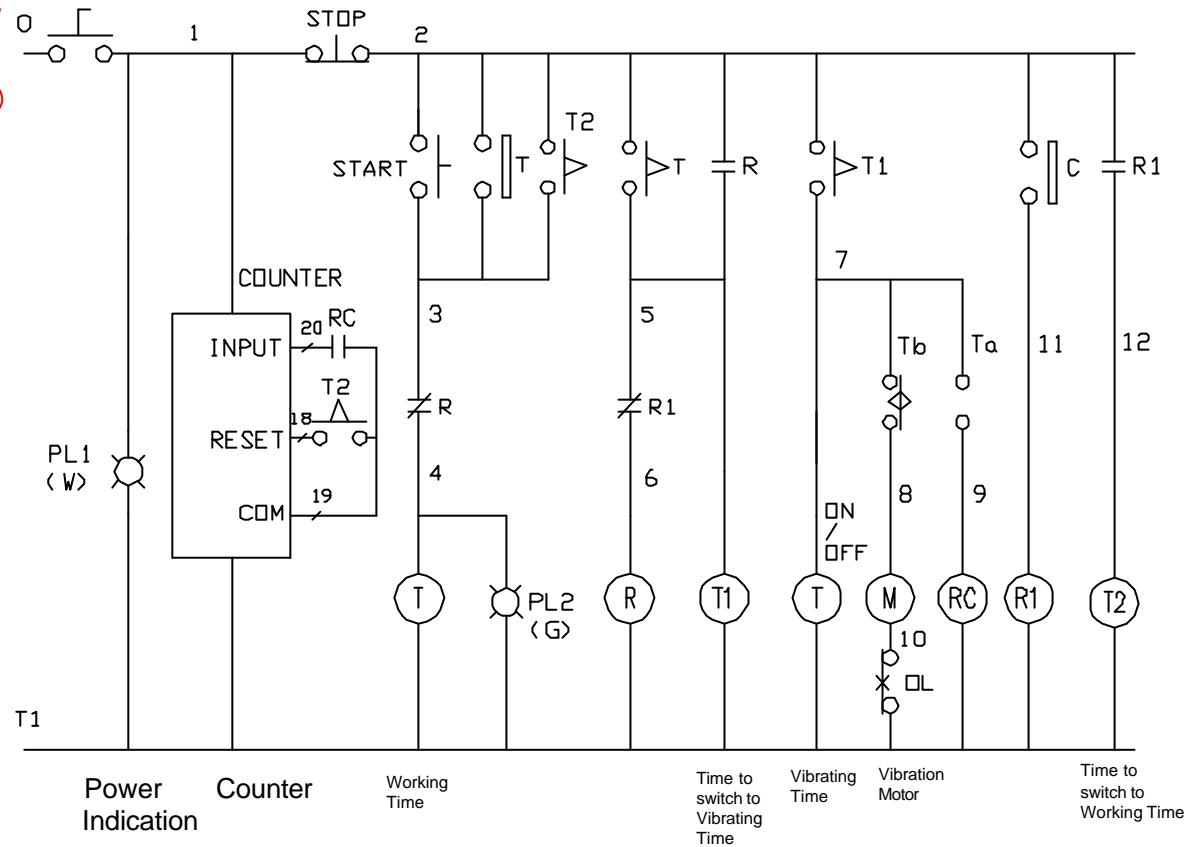 O
1
STOP
2
START
T
T2
T
R
T1
C
R1
COUNTER
7
3
5
20
RC
INPUT
Tb
Ta
11
12
T2
R
R1
18
RESET
PL1
(W)
4
6
19
COM
8
9
ON
/
OFF
T
PL2
(G)
R
T1
T
M
RC
R1
T2
10
OL
T1
Power
Indication
Counter
Working
Time
Time to
switch to
Vibrating
Time
Vibrating
Time
Vibration
Motor
Time to
switch to
Working Time